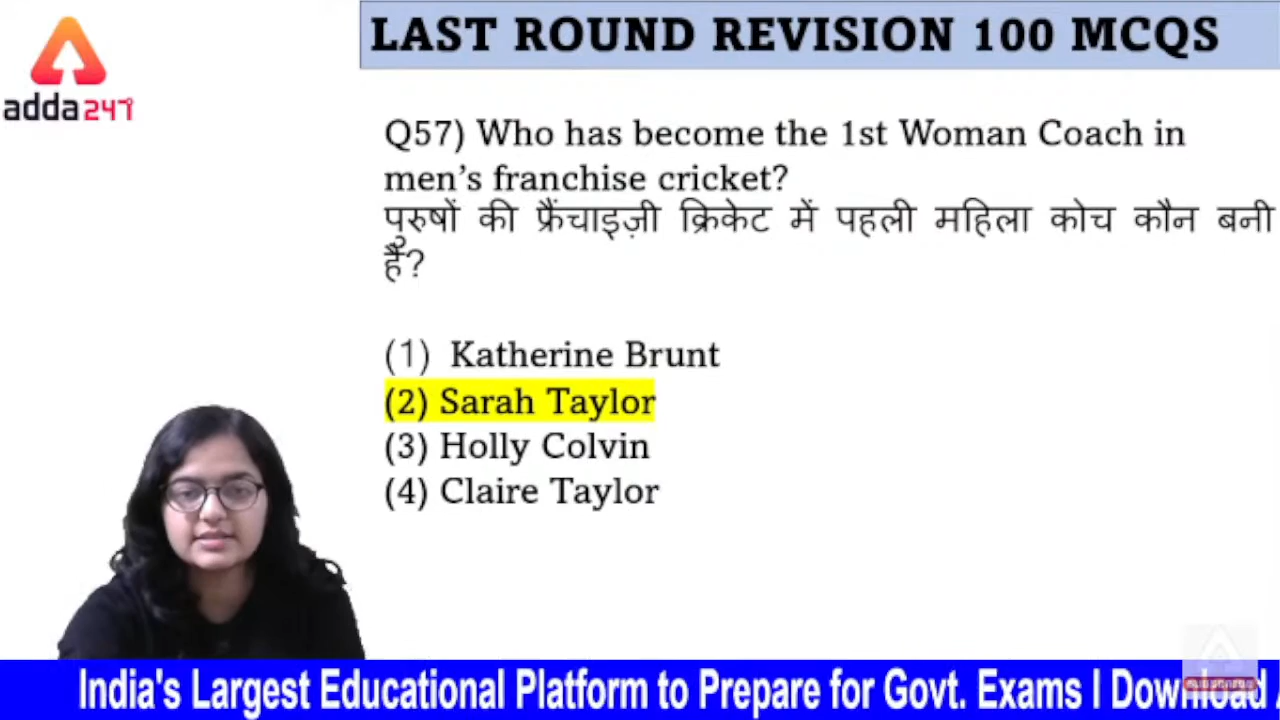 LAST ROUND REVISION 100 MCQS
adda247
Q57) Who has become the 1st Woman Coach in
men's franchise cricket?
पुरुषों की फ्रैंचाइज़ी क्रिकेट में पहली महिला कोच कौन बनी
हैं?
(1) Katherine Brunt
(2) Sarah Taylor
(3) Holly Colvin
(4) Claire Taylor
India's Largest Educational Platform to Prepare for Govt. Exams I Download